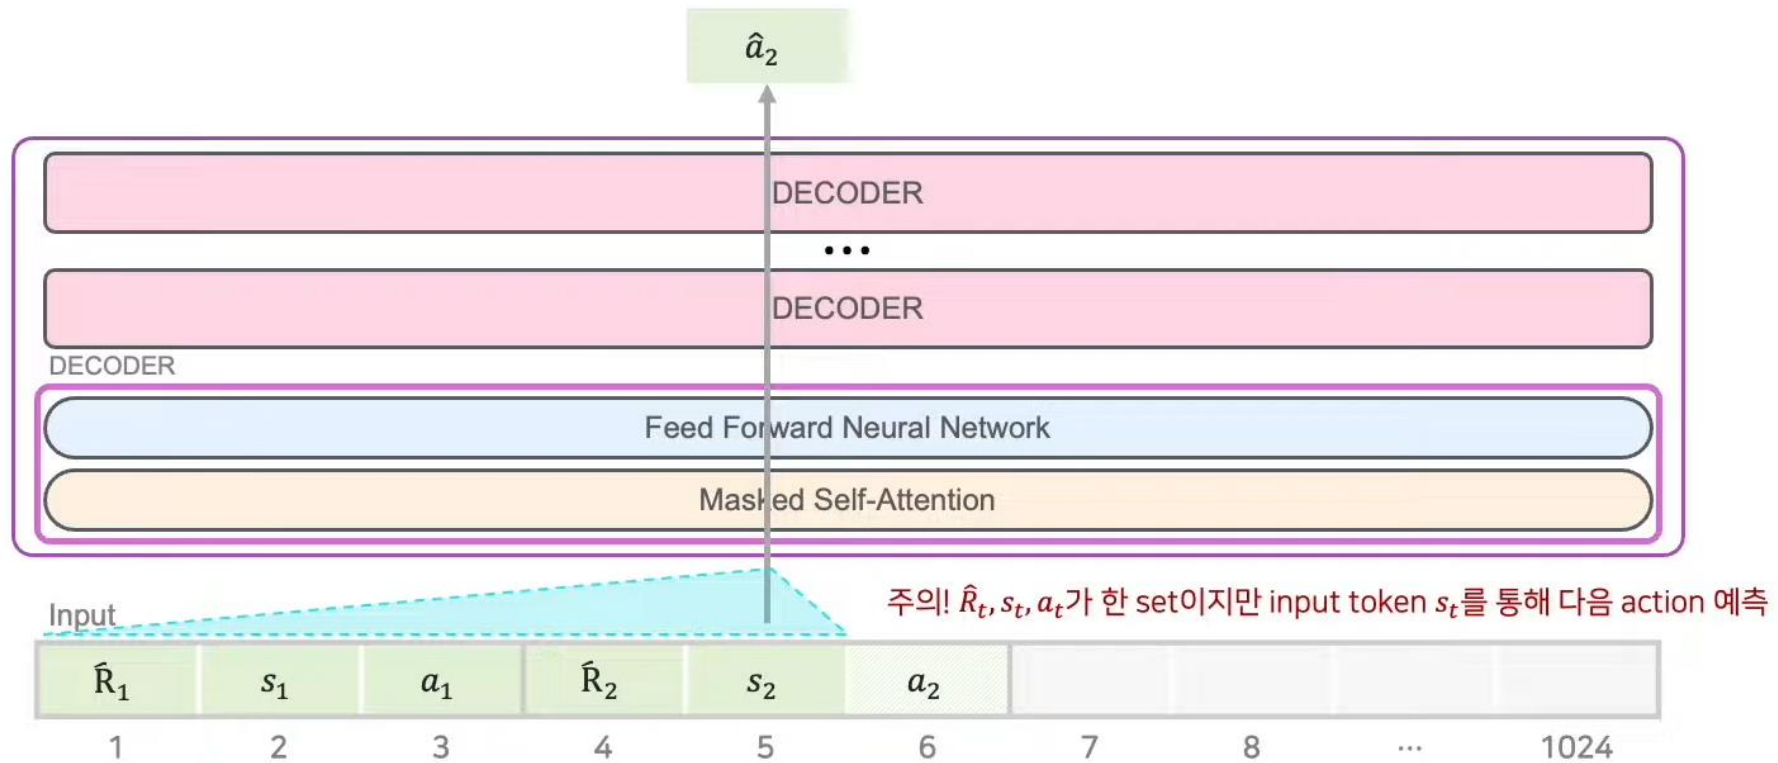 â₂
DECODER
...
DECODER
DECODER
Feed Forward Neural Network
Masked Self-Attention
Input
주의! R̂ₜ, sₜ, aₜ가 한 set이지만 input token sₜ를 통해 다음 action 예측
R̂₁ s₁ a₁ R̂₂ s₂ a₂
1 2 3 4 5 6 7 8 ... 1024